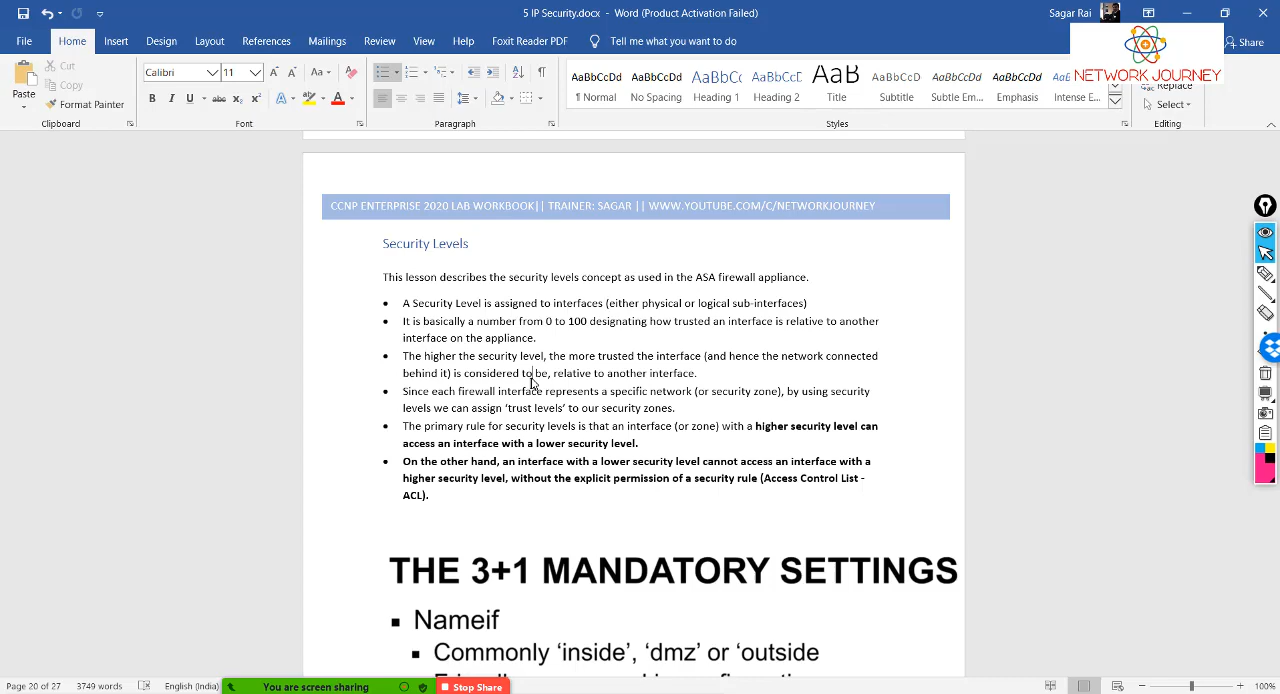 5 IP Security.docx - Word (Product Activation Failed)
Sagar Rai
File Home Insert Design Layout References Mailings Review View Help Foxit Reader PDF Tell me what you want to do
Share
NETWORK JOURNEY
Paste
Cut
Copy
Format Painter
Clipboard
Calibri 11
Aa
B I U abc x₂ x² A A
Font
Paragraph
AaBbCcDd AaBbCcDd AaBbCc AaBbCcE AaB AaBbCcD AaBbCcDd AaBbCcDd
¶ Normal No Spacing Heading 1 Heading 2 Title Subtitle Subtle Em... Emphasis Intense E...
Styles
Replace
Select
Editing
CCNP ENTERPRISE 2020 LAB WORKBOOK|| TRAINER: SAGAR || WWW.YOUTUBE.COM/C/NETWORKJOURNEY
Security Levels
This lesson describes the security levels concept as used in the ASA firewall appliance.
• A Security Level is assigned to interfaces (either physical or logical sub-interfaces)
• It is basically a number from 0 to 100 designating how trusted an interface is relative to another
interface on the appliance.
• The higher the security level, the more trusted the interface (and hence the network connected
behind it) is considered to be, relative to another interface.
• Since each firewall interface represents a specific network (or security zone), by using security
levels we can assign ‘trust levels’ to our security zones.
• The primary rule for security levels is that an interface (or zone) with a higher security level can
access an interface with a lower security level.
• On the other hand, an interface with a lower security level cannot access an interface with a
higher security level, without the explicit permission of a security rule (Access Control List -
ACL).
THE 3+1 MANDATORY SETTINGS
▪ Nameif
▪ Commonly ‘inside’, ‘dmz’ or ‘outside
Page 20 of 27 3749 words English (India) You are screen sharing Stop Share 100%